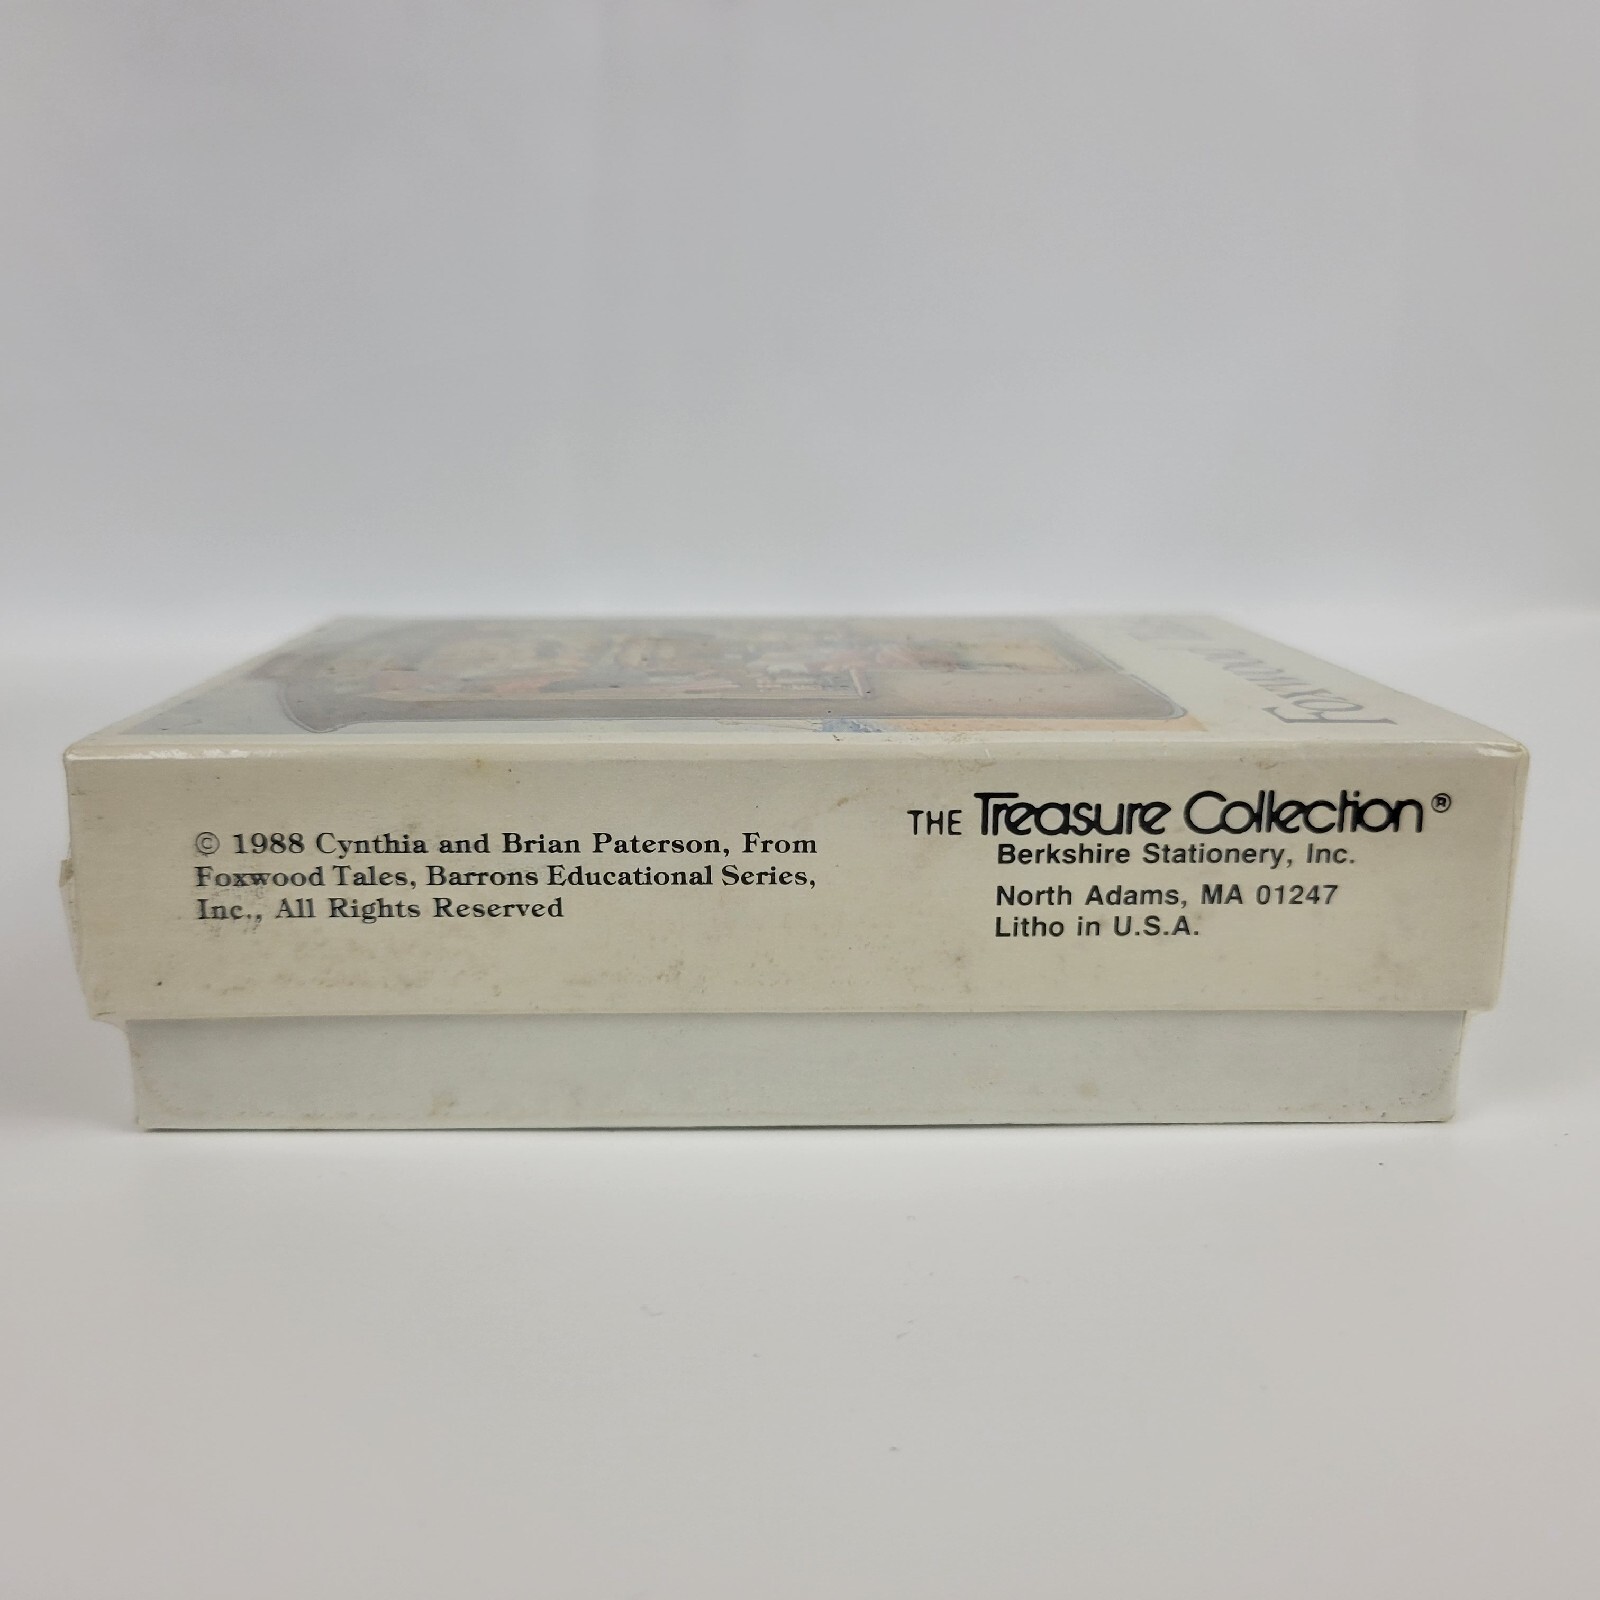 FOXWOOD
© 1988 Cynthia and Brian Paterson, From
Foxwood Tales, Barrons Educational Series,
Inc., All Rights Reserved
THE Treasure Collection®
Berkshire Stationery, Inc.
North Adams, MA 01247
Litho in U.S.A.